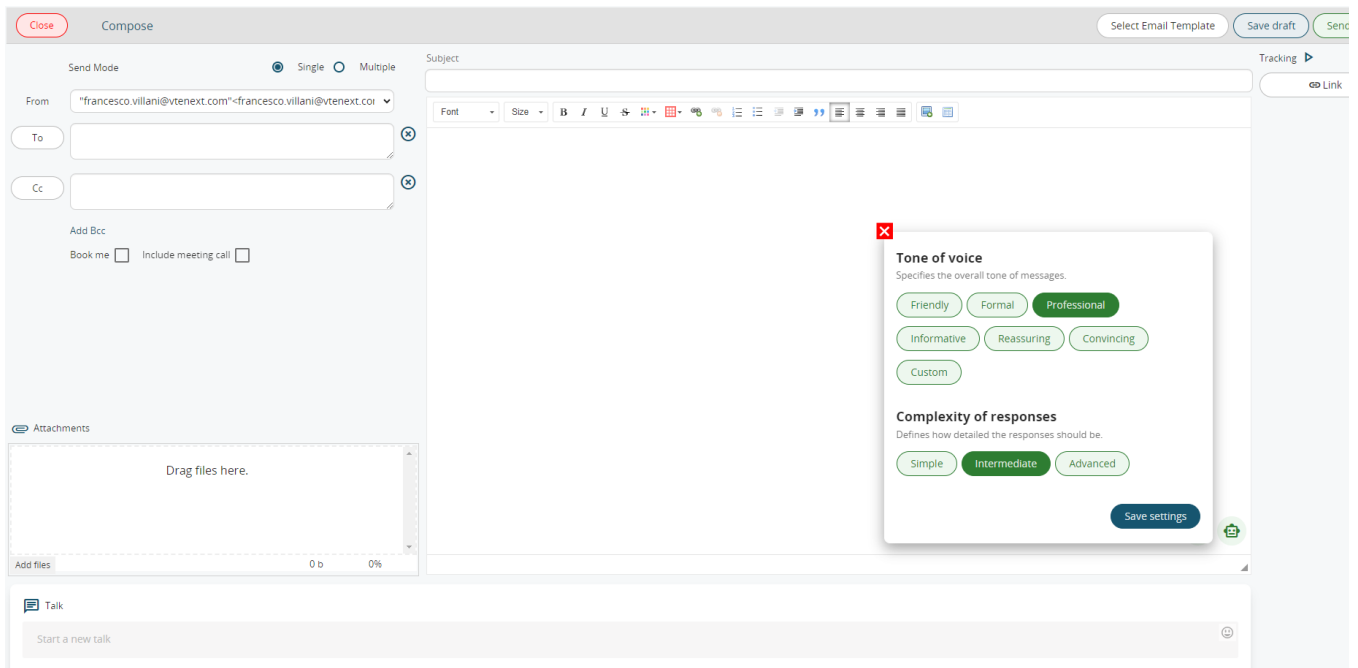 Close
Compose
Select Email Template
Save draft
Send
Send Mode
Single
Multiple
From
"francesco.villani@vtenext.com"<francesco.villani@vtenext.cor
To
Cc
Add Bcc
Book me
Include meeting call
Attachments
Drag files here.
Add files
0 b
0%
Subject
Font
Size
B I U S
Tone of voice
Specifies the overall tone of messages.
Friendly Formal Professional
Informative Reassuring Convincing
Custom
Complexity of responses
Defines how detailed the responses should be.
Simple Intermediate Advanced
Save settings
Tracking
Link
Talk
Start a new talk